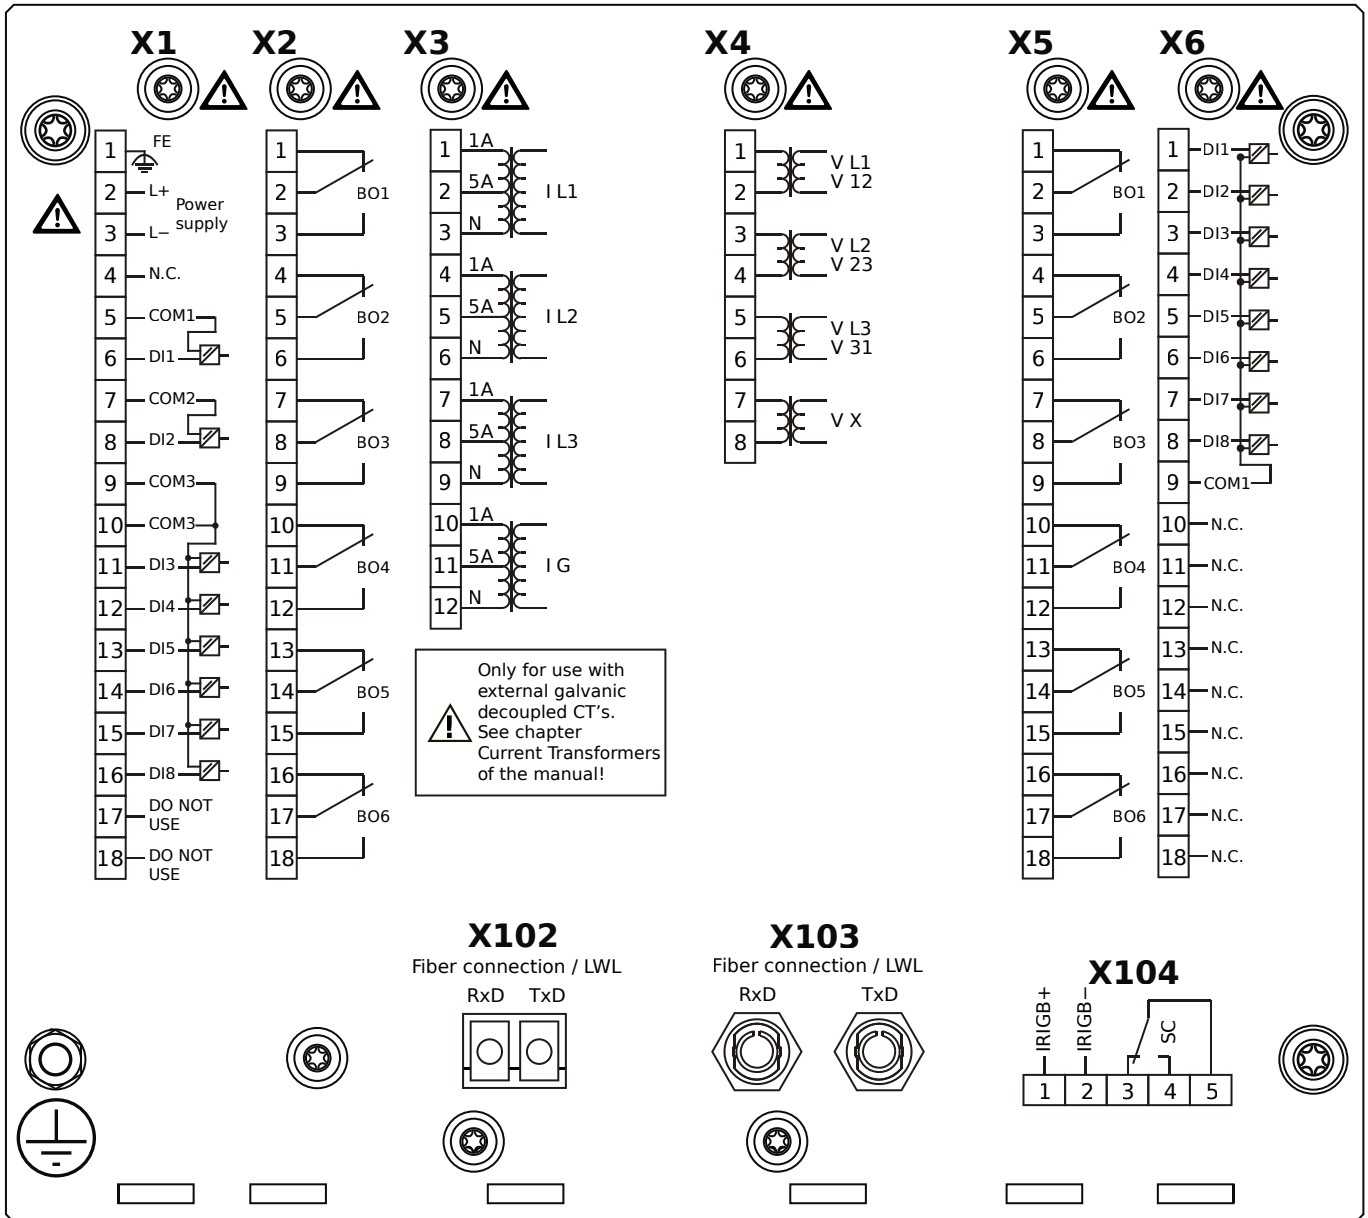 X1
X2
X3
X4
X5
X6
1 FE
2 L+
3 L−
Power
supply
4 N.C.
5 COM1
6 DI1
7 COM2
8 DI2
9 COM3
10 COM3
11 DI3
12 DI4
13 DI5
14 DI6
15 DI7
16 DI8
17 DO NOT
USE
18 DO NOT
USE
1
2 BO1
3
4
5 BO2
6
7
8 BO3
9
10
11 BO4
12
13
14 BO5
15
16
17 BO6
18
1 1A
2 5A I L1
3 N
4 1A
5 5A I L2
6 N
7 1A
8 5A I L3
9 N
10 1A
11 5A I G
12 N
Only for use with
external galvanic
decoupled CT's.
See chapter
Current Transformers
of the manual!
1 V L1
2 V 12
3 V L2
4 V 23
5 V L3
6 V 31
7 V X
8
1
2 BO1
3
4
5 BO2
6
7
8 BO3
9
10
11 BO4
12
13
14 BO5
15
16
17 BO6
18
1 DI1
2 DI2
3 DI3
4 DI4
5 DI5
6 DI6
7 DI7
8 DI8
9 COM1
10 N.C.
11 N.C.
12 N.C.
13 N.C.
14 N.C.
15 N.C.
16 N.C.
17 N.C.
18 N.C.
X102
Fiber connection / LWL
RxD TxD
X103
Fiber connection / LWL
RxD TxD
X104
IRIGB+
IRIGB−
SC
1 2 3 4 5